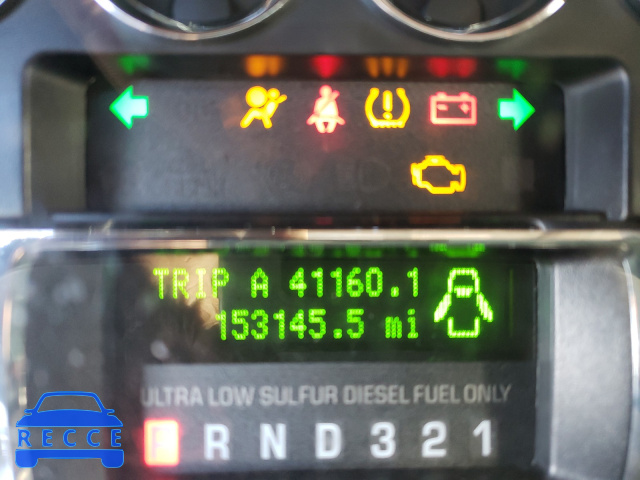 TRIP A 41160.1
153145.5 mi
ULTRA LOW SULFUR DIESEL FUEL ONLY
P R N D 3 2 1
RECCE